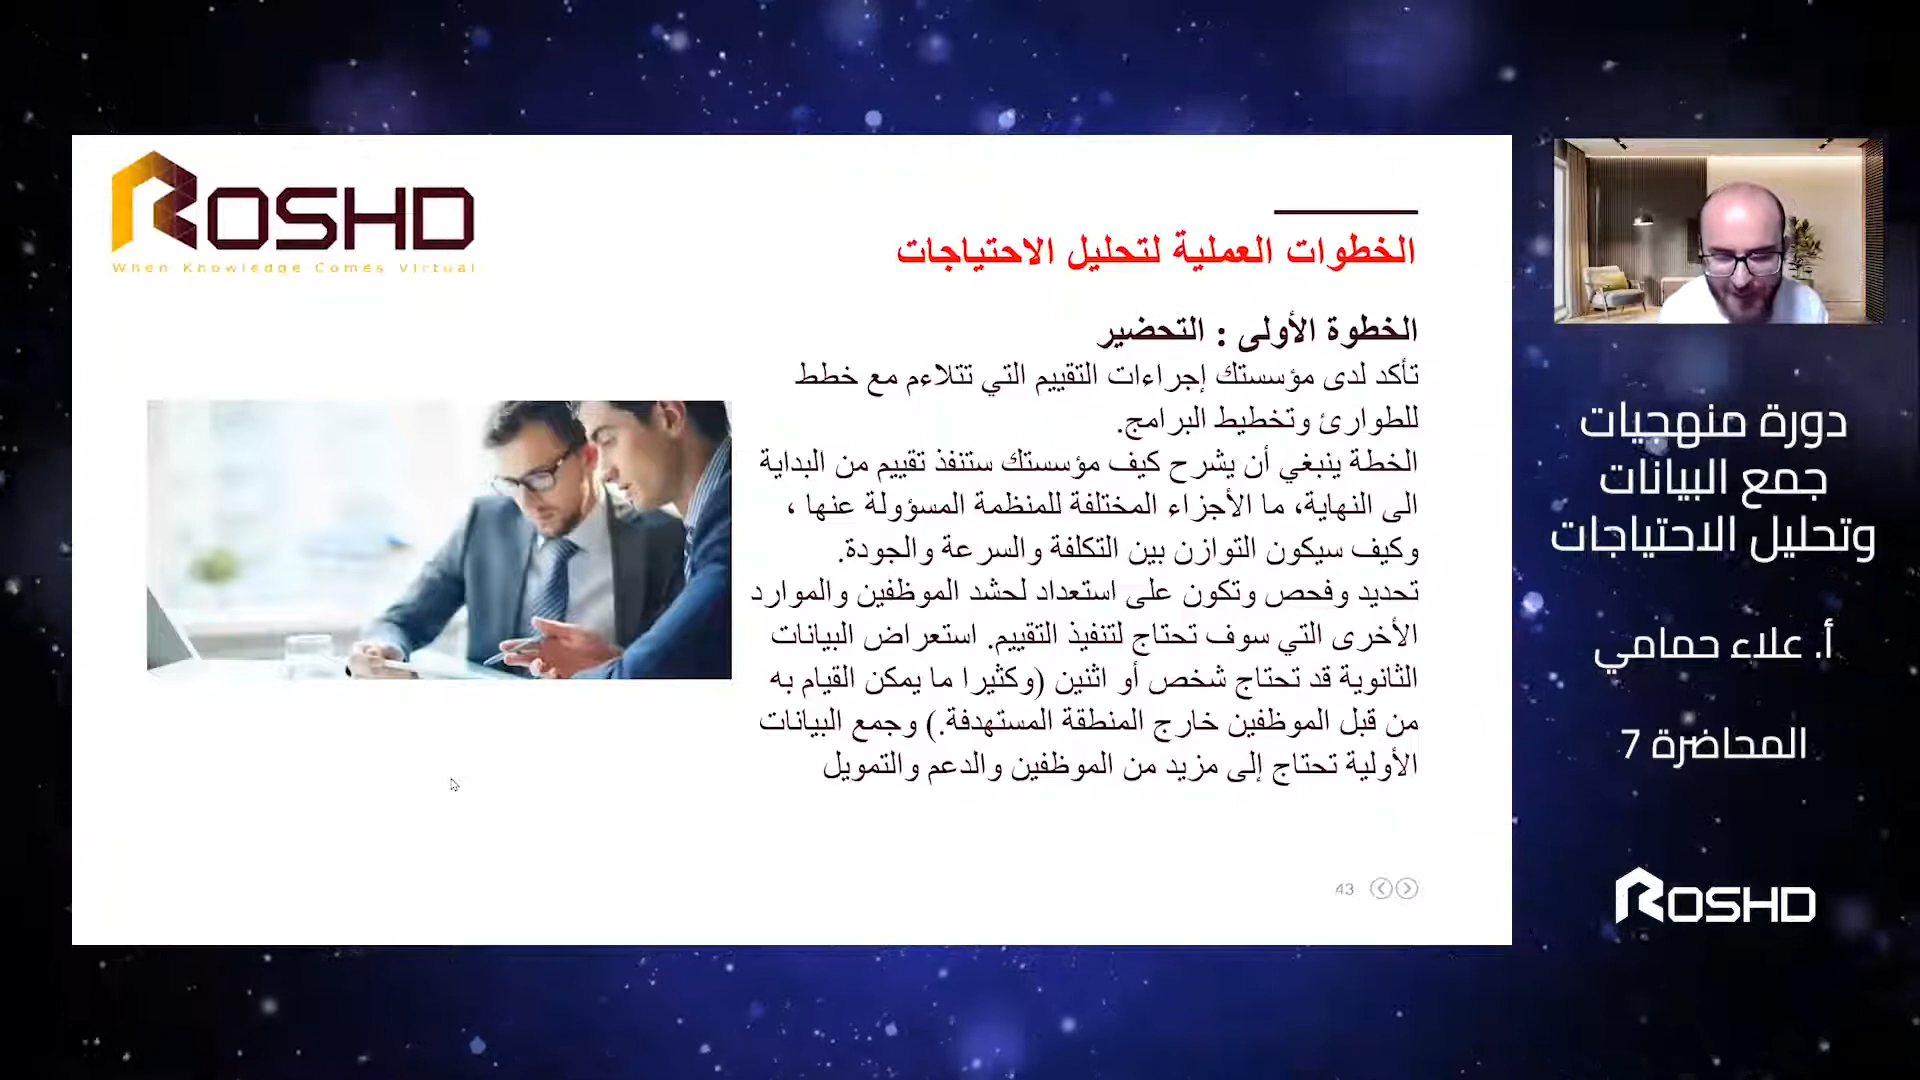 ROSHD
When Knowledge Comes Virtual
الخطوات العملية لتحليل الاحتياجات
الخطوة الأولى : التحضير
تأكد لدى مؤسستك إجراءات التقييم التي تتلاءم مع خطط
للطوارئ وتخطيط البرامج.
الخطة ينبغي أن يشرح كيف مؤسستك ستنفذ تقييم من البداية
الى النهاية، ما الأجزاء المختلفة للمنظمة المسؤولة عنها ،
وكيف سيكون التوازن بين التكلفة والسرعة والجودة.
تحديد وفحص وتكون على استعداد لحشد الموظفين والموارد
الأخرى التي سوف تحتاج لتنفيذ التقييم. استعراض البيانات
الثانوية قد تحتاج شخص أو اثنين (وكثيرا ما يمكن القيام به
من قبل الموظفين خارج المنطقة المستهدفة.) وجمع البيانات
الأولية تحتاج إلى مزيد من الموظفين والدعم والتمويل
43
دورة منهجيات
جمع البيانات
وتحليل الاحتياجات
أ. علاء حمامي
المحاضرة 7
ROSHD